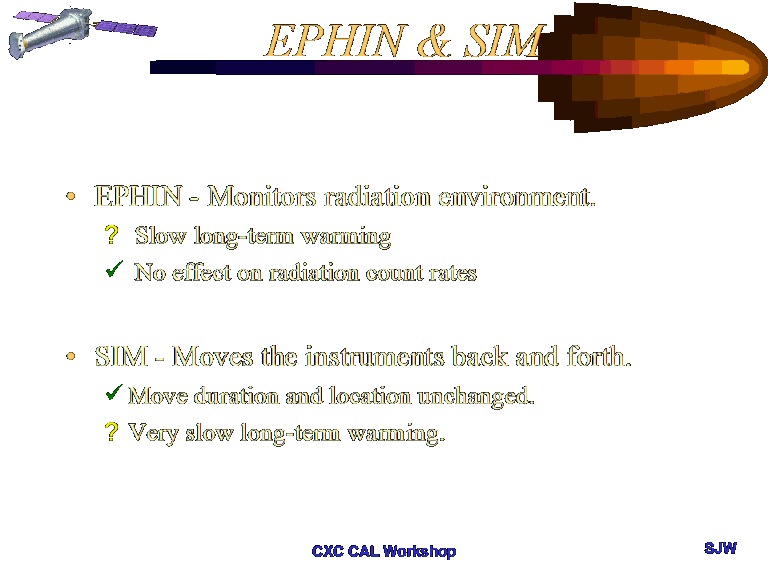 EPHIN & SIM
• EPHIN - Monitors radiation environment.
? Slow long-term warming
✓ No effect on radiation count rates
• SIM - Moves the instruments back and forth.
✓ Move duration and location unchanged.
? Very slow long-term warming.
CXC CAL Workshop
SJW